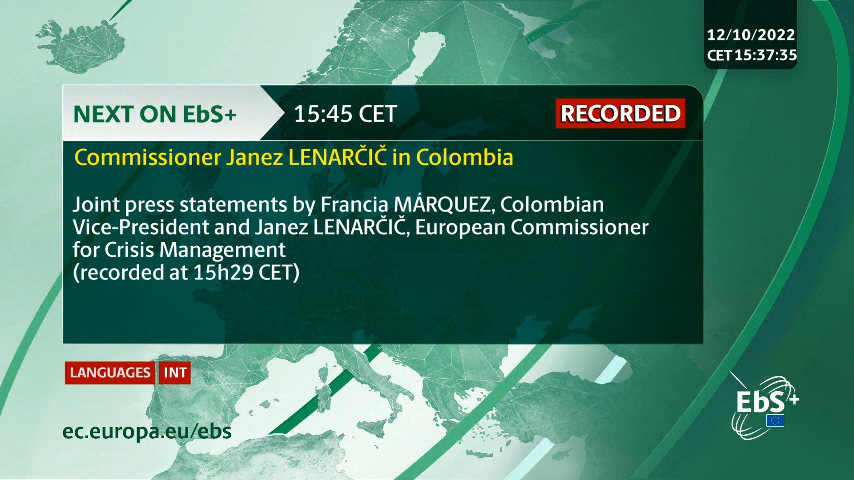 12/10/2022
CET 15:37:35
NEXT ON EbS+ 15:45 CET RECORDED
Commissioner Janez LENARČIČ in Colombia
Joint press statements by Francia MÁRQUEZ, Colombian
Vice-President and Janez LENARČIČ, European Commissioner
for Crisis Management
(recorded at 15h29 CET)
LANGUAGES INT
EbS+
ec.europa.eu/ebs